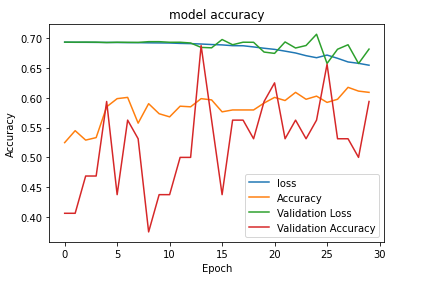 model accuracy
Accuracy
0.70
0.65
0.60
0.55
0.50
0.45
0.40
loss
Accuracy
Validation Loss
Validation Accuracy
0 5 10 15 20 25 30
Epoch